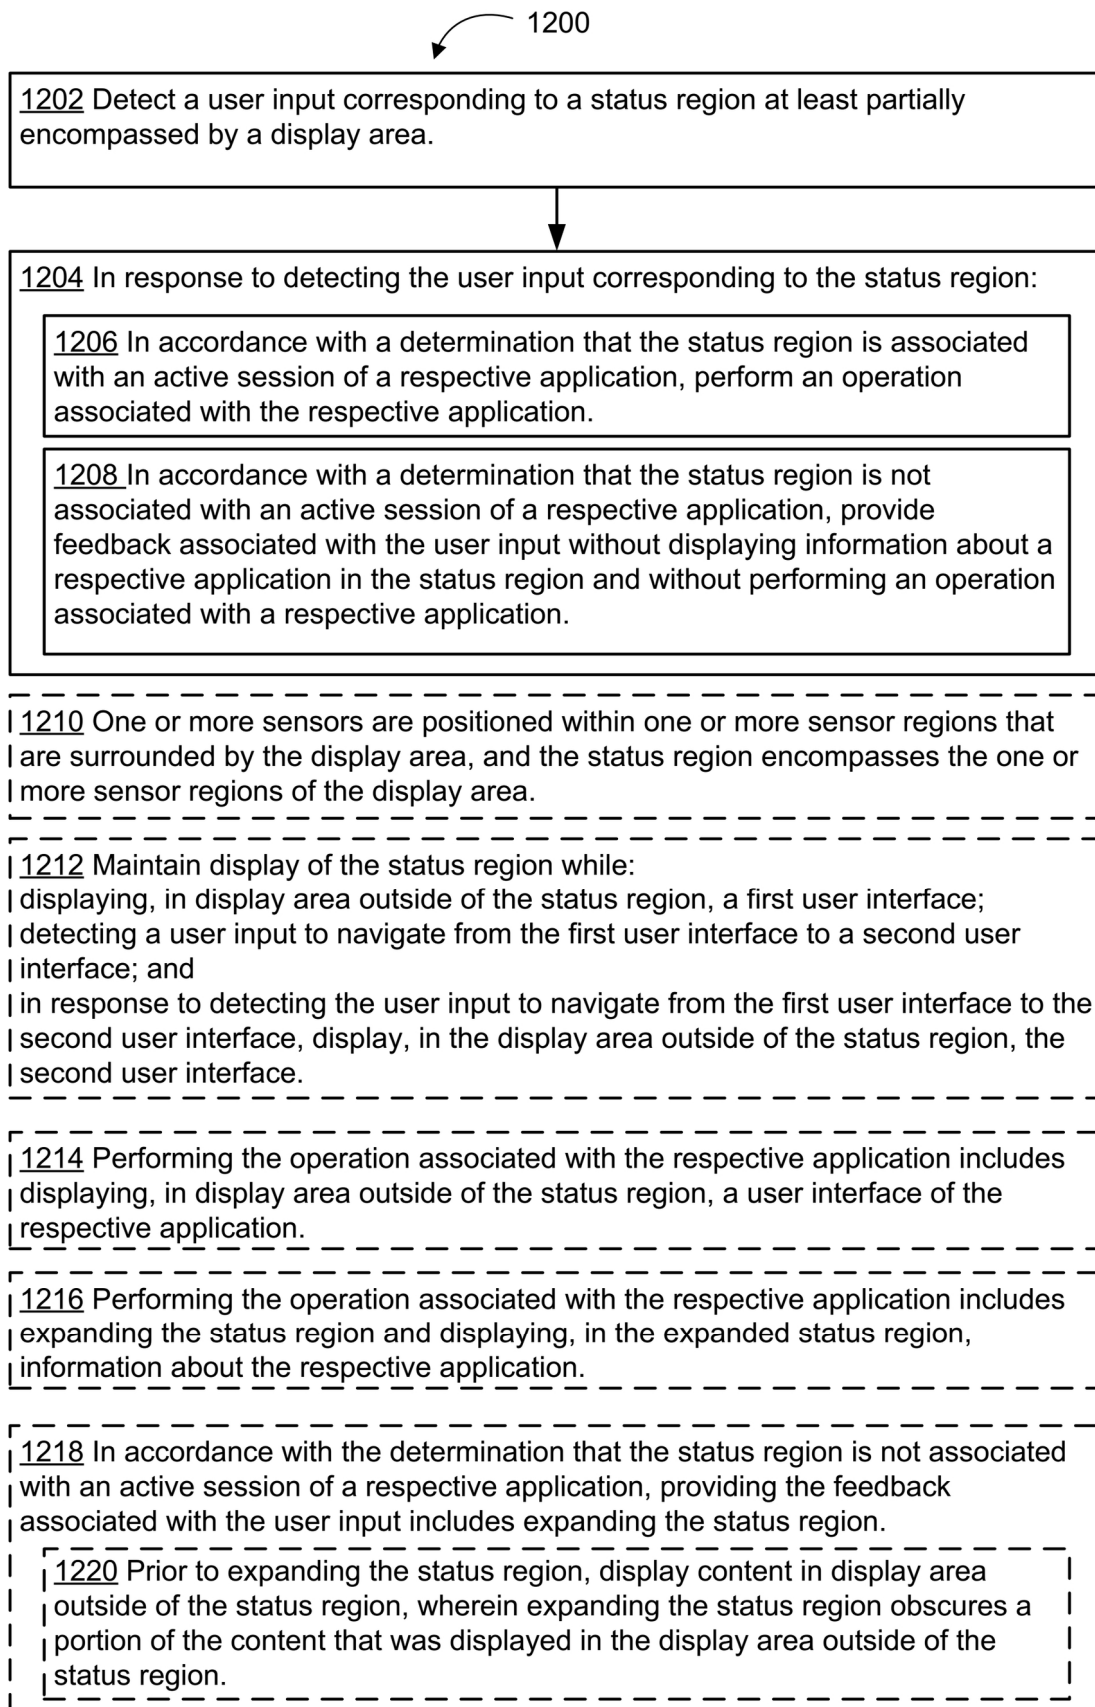 1200
1202 Detect a user input corresponding to a status region at least partially
encompassed by a display area.
1204 In response to detecting the user input corresponding to the status region:
1206 In accordance with a determination that the status region is associated
with an active session of a respective application, perform an operation
associated with the respective application.
1208 In accordance with a determination that the status region is not
associated with an active session of a respective application, provide
feedback associated with the user input without displaying information about a
respective application in the status region and without performing an operation
associated with a respective application.
1210 One or more sensors are positioned within one or more sensor regions that
are surrounded by the display area, and the status region encompasses the one or
more sensor regions of the display area.
1212 Maintain display of the status region while:
displaying, in display area outside of the status region, a first user interface;
detecting a user input to navigate from the first user interface to a second user
interface; and
in response to detecting the user input to navigate from the first user interface to the
second user interface, display, in the display area outside of the status region, the
second user interface.
1214 Performing the operation associated with the respective application includes
displaying, in display area outside of the status region, a user interface of the
respective application.
1216 Performing the operation associated with the respective application includes
expanding the status region and displaying, in the expanded status region,
information about the respective application.
1218 In accordance with the determination that the status region is not associated
with an active session of a respective application, providing the feedback
associated with the user input includes expanding the status region.
1220 Prior to expanding the status region, display content in display area
outside of the status region, wherein expanding the status region obscures a
portion of the content that was displayed in the display area outside of the
status region.